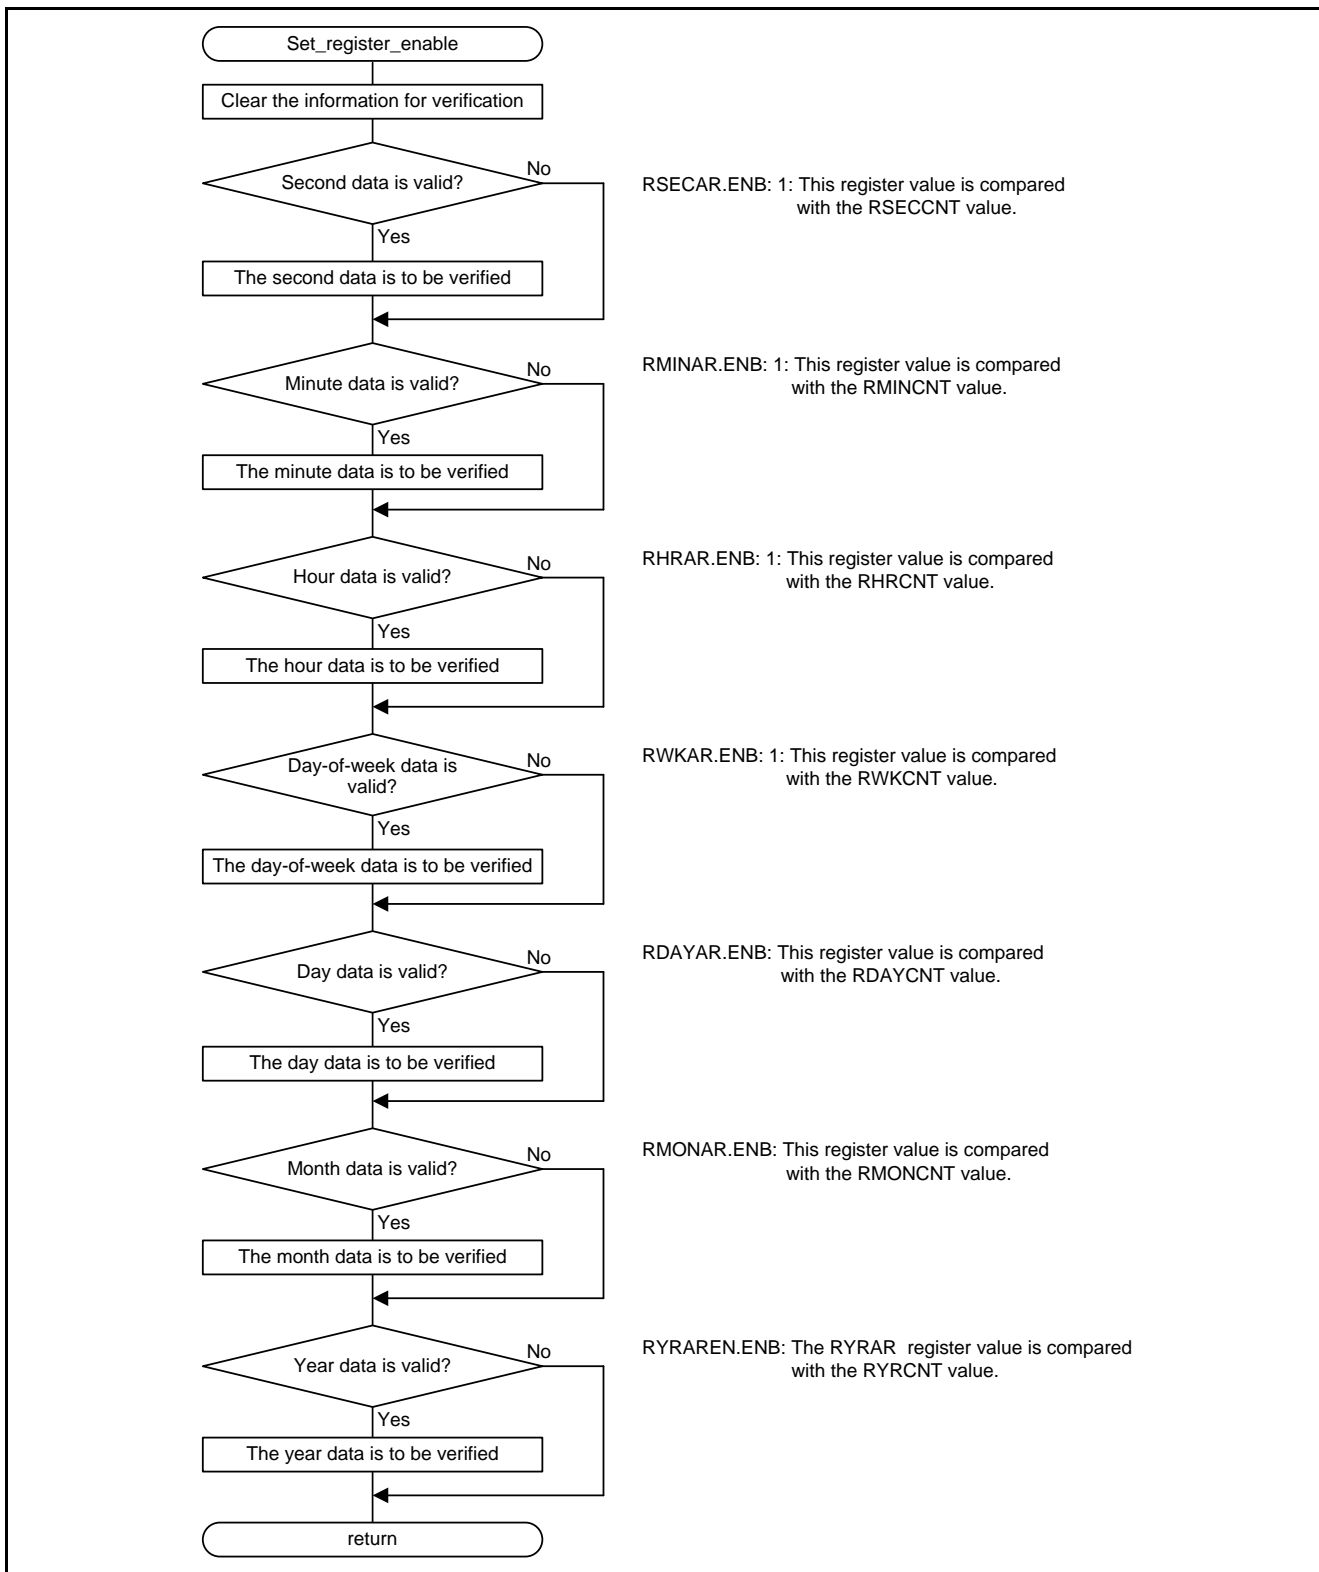 Set_register_enable
Clear the information for verification
Second data is valid?
No
RSECAR.ENB: 1: This register value is compared
with the RSECCNT value.
Yes
The second data is to be verified
Minute data is valid?
No
RMINAR.ENB: 1: This register value is compared
with the RMINCNT value.
Yes
The minute data is to be verified
Hour data is valid?
No
RHRAR.ENB: 1: This register value is compared
with the RHRCNT value.
Yes
The hour data is to be verified
Day-of-week data is
valid?
No
RWKAR.ENB: 1: This register value is compared
with the RWKCNT value.
Yes
The day-of-week data is to be verified
Day data is valid?
No
RDAYAR.ENB: This register value is compared
with the RDAYCNT value.
Yes
The day data is to be verified
Month data is valid?
No
RMONAR.ENB: This register value is compared
with the RMONCNT value.
Yes
The month data is to be verified
Year data is valid?
No
RYRAREN.ENB: The RYRAR  register value is compared
with the RYRCNT value.
Yes
The year data is to be verified
return